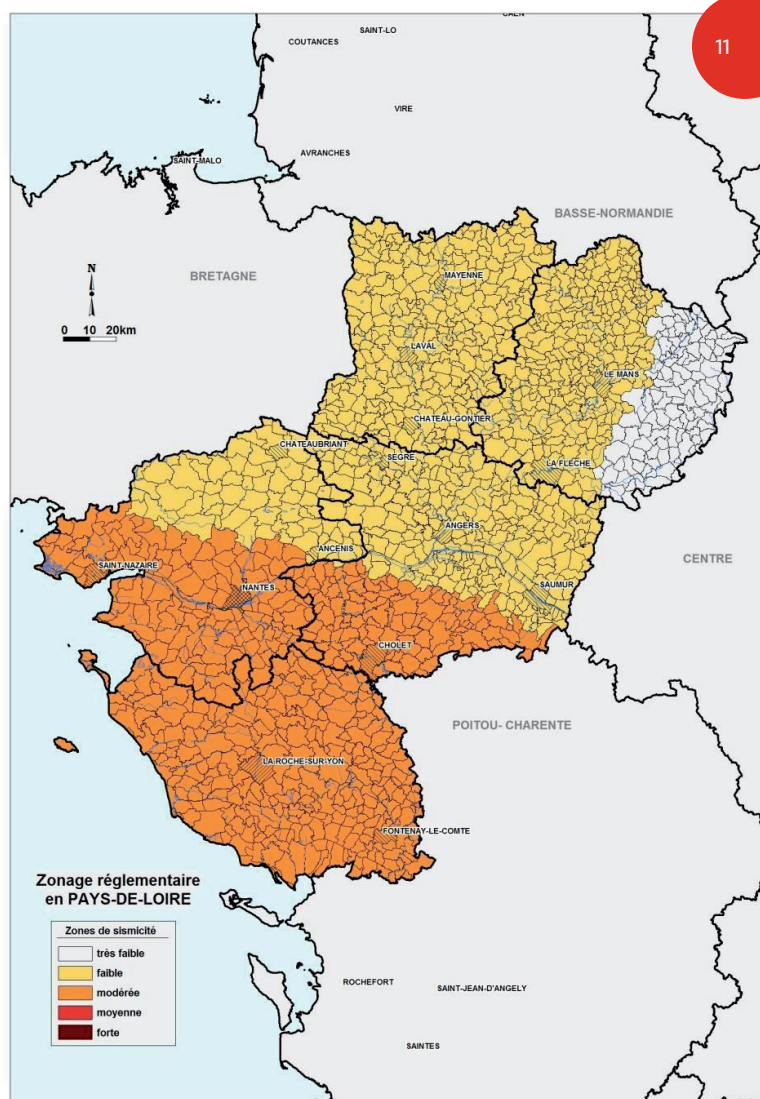 CAEN
SAINT-LO
COUTANCES
11
VIRE
AVRANCHES
SAINT-MALO
BASSE-NORMANDIE
BRETAGNE
MAYENNE
N
0 10 20km
LAVAL
LE MANS
CHATEAU-GONTIER
CHATEAUBRIANT
SEGRE
LA FLECHE
ANGERS
ANCENIS
CENTRE
SAINT-NAZAIRE
NANTES
SAUMUR
CHOLET
POITOU- CHARENTE
LA ROCHE-SUR-YON
FONTENAY-LE-COMTE
Zonage réglementaire
en PAYS-DE-LOIRE
Zones de sismicité
très faible
faible
modérée
moyenne
forte
ROCHEFORT
SAINT-JEAN-D'ANGELY
SAINTES